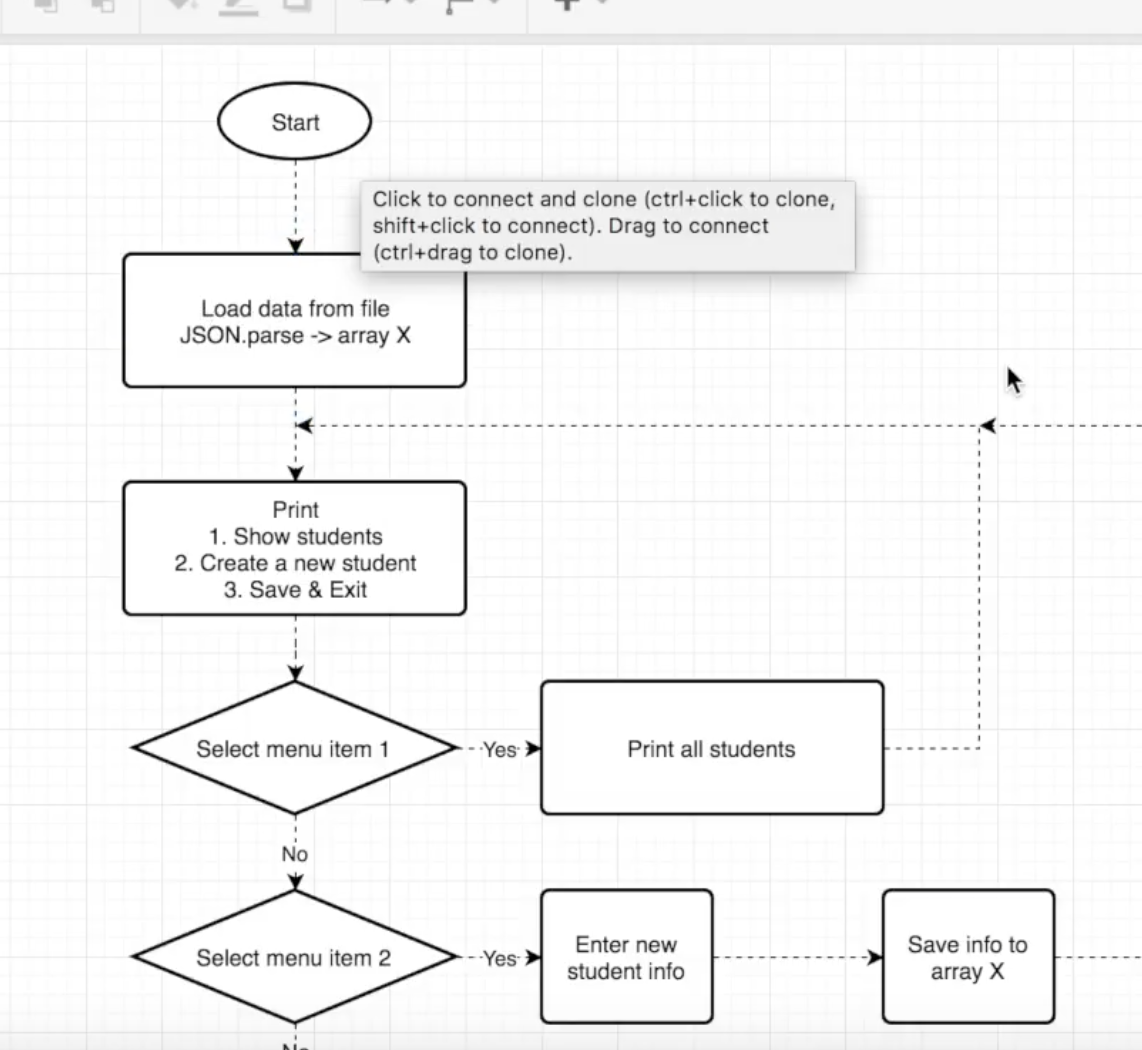 Start
Click to connect and clone (ctrl+click to clone,
shift+click to connect). Drag to connect
(ctrl+drag to clone).
Load data from file
JSON.parse -> array X
Print
1. Show students
2. Create a new student
3. Save & Exit
Select menu item 1
Yes
Print all students
No
Select menu item 2
Yes
Enter new
student info
Save info to
array X
No